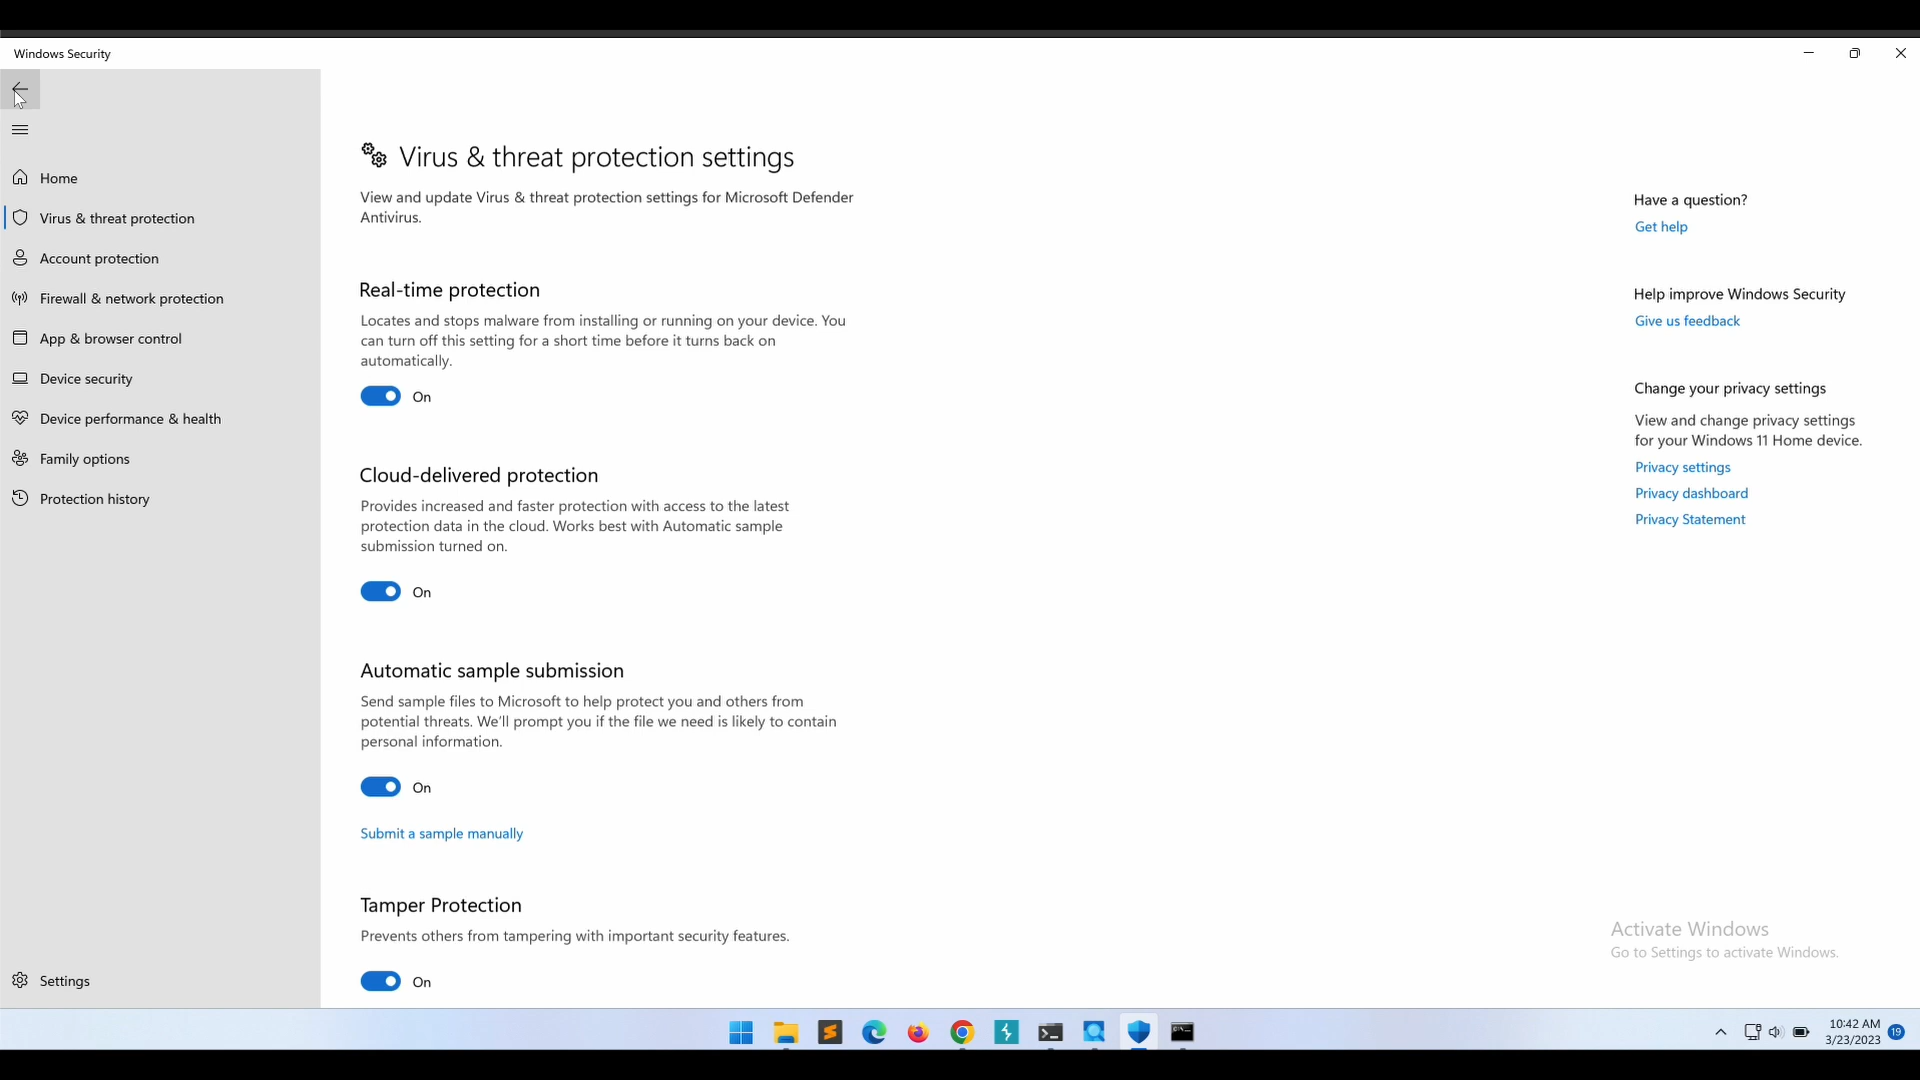 Windows Security
Home
Virus & threat protection
Account protection
Firewall & network protection
App & browser control
Device security
Device performance & health
Family options
Protection history
Settings
Virus & threat protection settings
View and update Virus & threat protection settings for Microsoft Defender
Antivirus.
Real-time protection
Locates and stops malware from installing or running on your device. You
can turn off this setting for a short time before it turns back on
automatically.
On
Cloud-delivered protection
Provides increased and faster protection with access to the latest
protection data in the cloud. Works best with Automatic sample
submission turned on.
On
Automatic sample submission
Send sample files to Microsoft to help protect you and others from
potential threats. We'll prompt you if the file we need is likely to contain
personal information.
On
Submit a sample manually
Tamper Protection
Prevents others from tampering with important security features.
On
Have a question?
Get help
Help improve Windows Security
Give us feedback
Change your privacy settings
View and change privacy settings
for your Windows 11 Home device.
Privacy settings
Privacy dashboard
Privacy Statement
Activate Windows
Go to Settings to activate Windows.
10:42 AM
3/23/2023
19